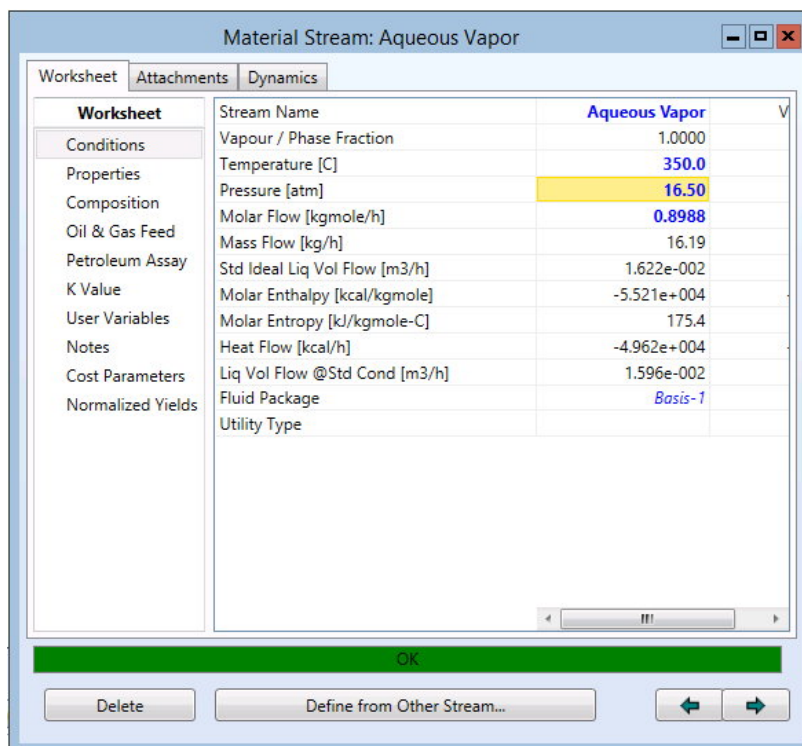 Material Stream: Aqueous Vapor
Worksheet Attachments Dynamics
Worksheet
Conditions
Properties
Composition
Oil & Gas Feed
Petroleum Assay
K Value
User Variables
Notes
Cost Parameters
Normalized Yields
Stream Name Aqueous Vapor V
Vapour / Phase Fraction 1.0000
Temperature [C] 350.0
Pressure [atm] 16.50
Molar Flow [kgmole/h] 0.8988
Mass Flow [kg/h] 16.19
Std Ideal Liq Vol Flow [m3/h] 1.622e-002
Molar Enthalpy [kcal/kgmole] -5.521e+004
Molar Entropy [kJ/kgmole-C] 175.4
Heat Flow [kcal/h] -4.962e+004
Liq Vol Flow @Std Cond [m3/h] 1.596e-002
Fluid Package Basis-1
Utility Type
OK
Delete Define from Other Stream...